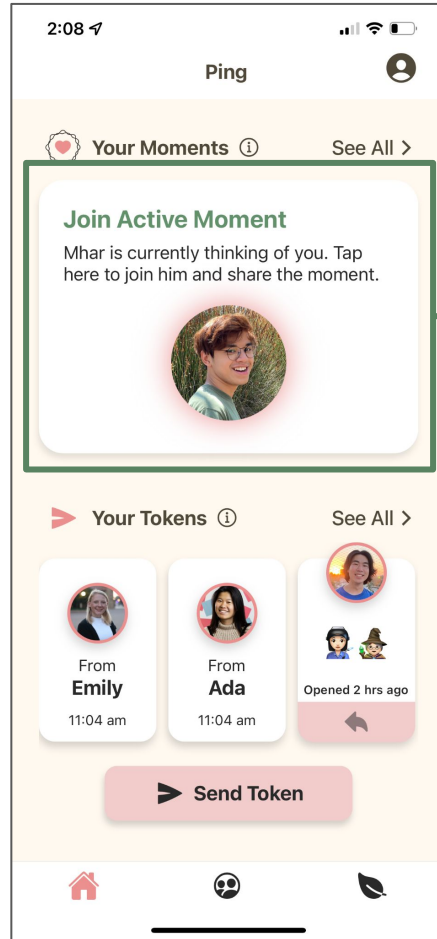 2:08
Ping
Your Moments
See All >
Join Active Moment
Mhar is currently thinking of you. Tap
here to join him and share the moment.
Your Tokens
See All >
From
Emily
11:04 am
From
Ada
11:04 am
Opened 2 hrs ago
Send Token